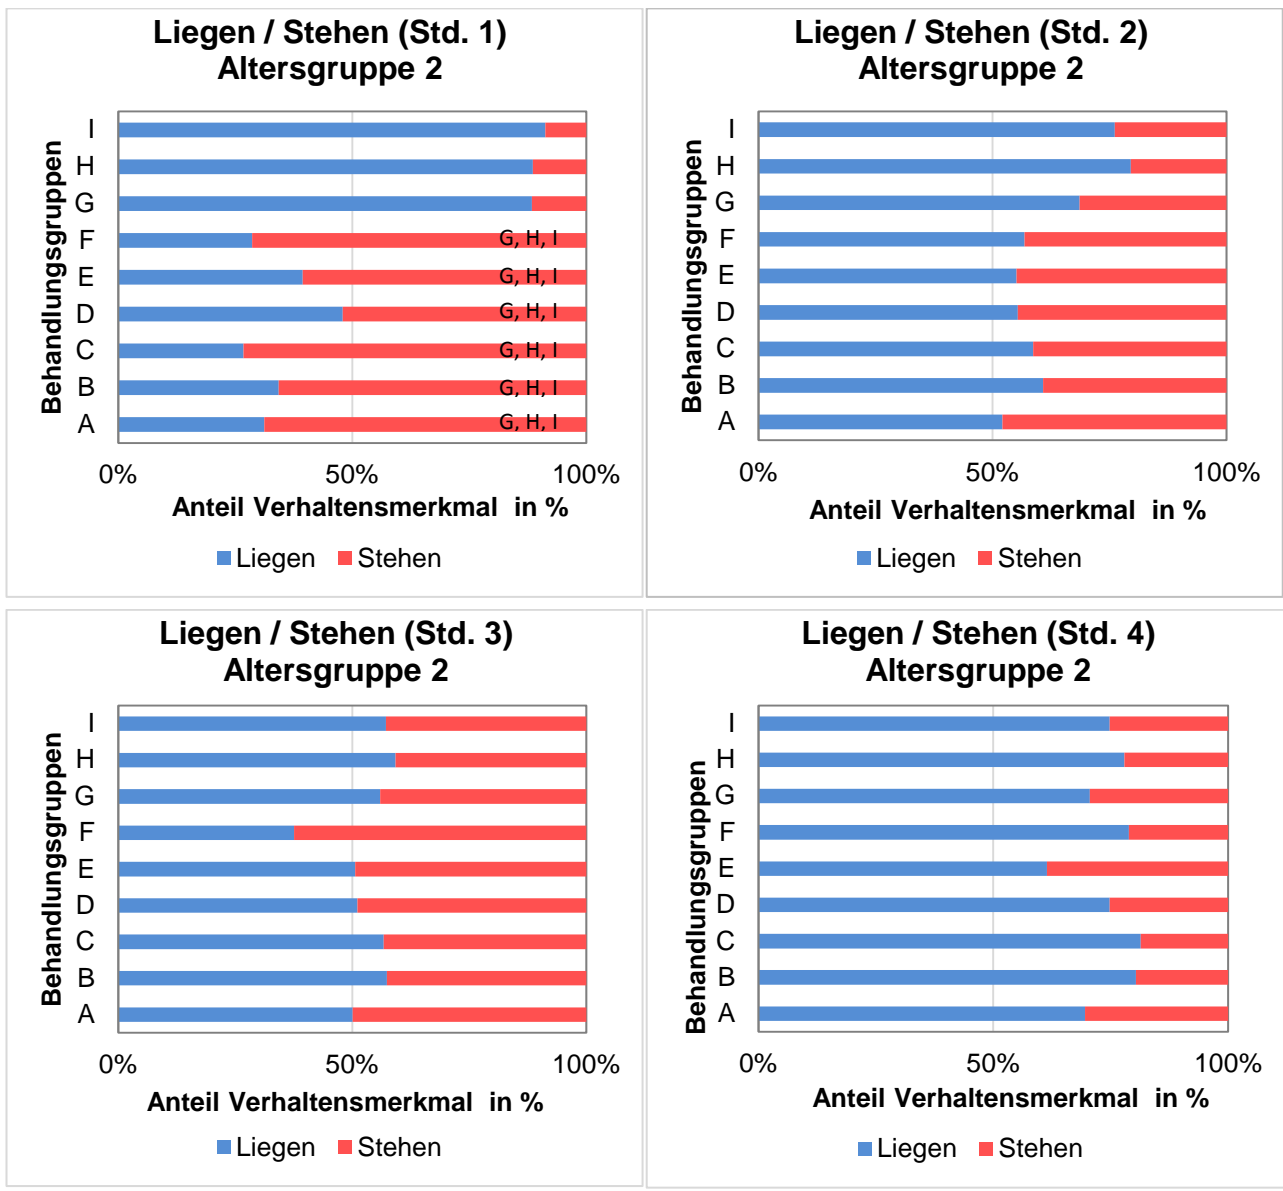 Liegen / Stehen (Std. 1)
Altersgruppe 2
Behandlungsgruppen
I
H
G
F G, H, I
E G, H, I
D G, H, I
C G, H, I
B G, H, I
A G, H, I
0% 50% 100%
Anteil Verhaltensmerkmal in %
Liegen Stehen
Liegen / Stehen (Std. 2)
Altersgruppe 2
Behandlungsgruppen
I
H
G
F
E
D
C
B
A
0% 50% 100%
Anteil Verhaltensmerkmal in %
Liegen Stehen
Liegen / Stehen (Std. 3)
Altersgruppe 2
Behandlungsgruppen
I
H
G
F
E
D
C
B
A
0% 50% 100%
Anteil Verhaltensmerkmal in %
Liegen Stehen
Liegen / Stehen (Std. 4)
Altersgruppe 2
Behandlungsgruppen
I
H
G
F
E
D
C
B
A
0% 50% 100%
Anteil Verhaltensmerkmal in %
Liegen Stehen